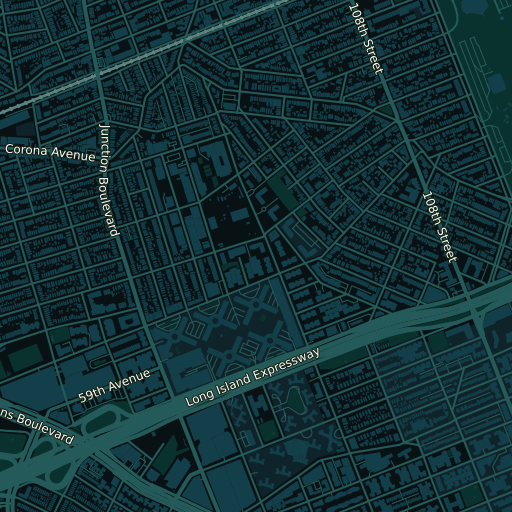 108th Street
Corona Avenue
Junction Boulevard
108th Street
Long Island Expressway
59th Avenue
ns Boulevard